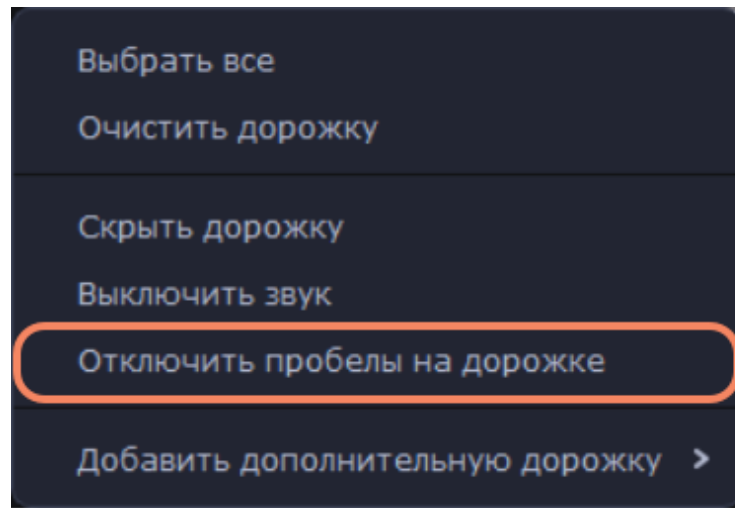 Выбрать все
Очистить дорожку
Скрыть дорожку
Выключить звук
Отключить пробелы на дорожке
Добавить дополнительную дорожку >